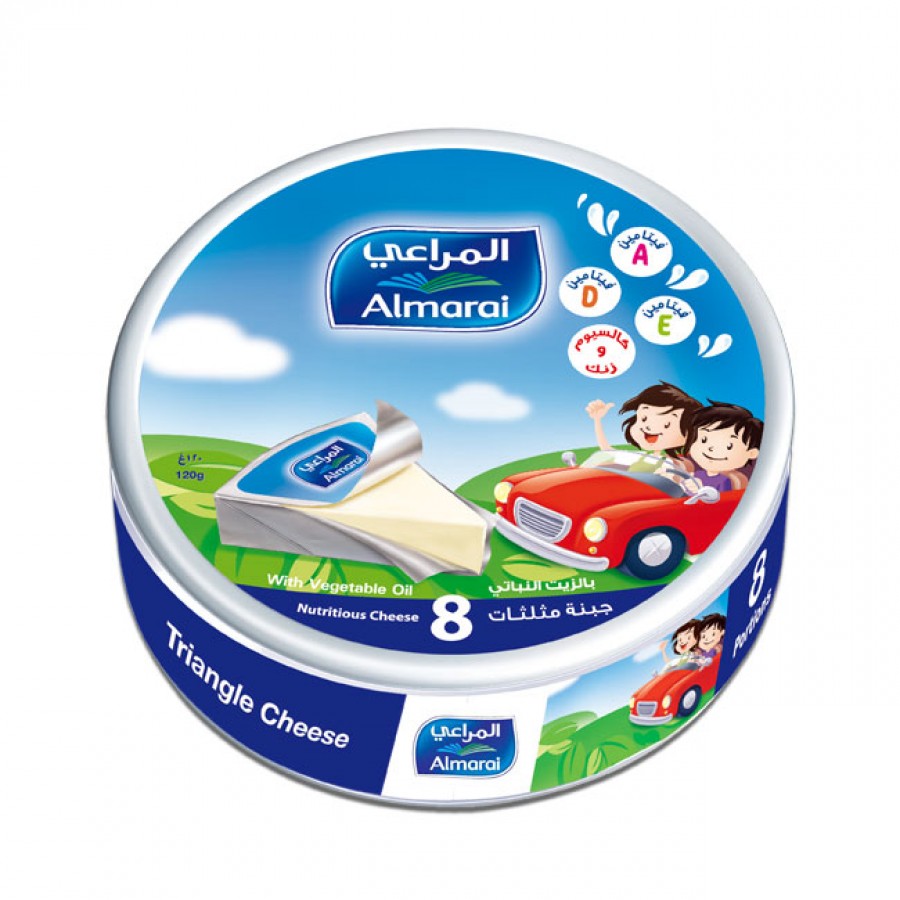 المراعي
Almarai
فيتامين
A
فيتامين
D
فيتامين
E
كالسيوم
و
زنك
المراعي
Almarai
١٢٠غ
120g
With Vegetable Oil
بالزيت النباتي
Nutritious Cheese 8 جبنة مثلثات
Triangle Cheese
المراعي
Almarai
8
Portions